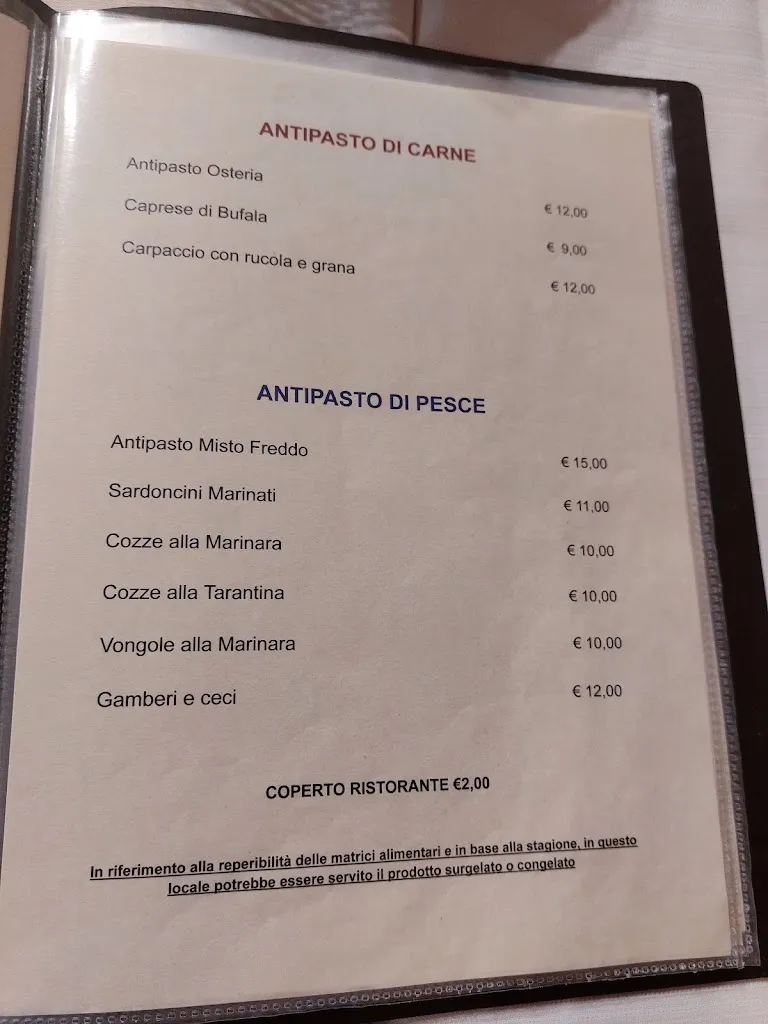 ANTIPASTO DI CARNE
Antipasto Osteria € 12,00
Caprese di Bufala € 9,00
Carpaccio con rucola e grana € 12,00
ANTIPASTO DI PESCE
Antipasto Misto Freddo € 15,00
Sardoncini Marinati € 11,00
Cozze alla Marinara € 10,00
Cozze alla Tarantina € 10,00
Vongole alla Marinara € 10,00
Gamberi e ceci € 12,00
COPERTO RISTORANTE €2,00
In riferimento alla reperibilità delle matrici alimentari e in base alla stagione, in questo
locale potrebbe essere servito il prodotto surgelato o congelato